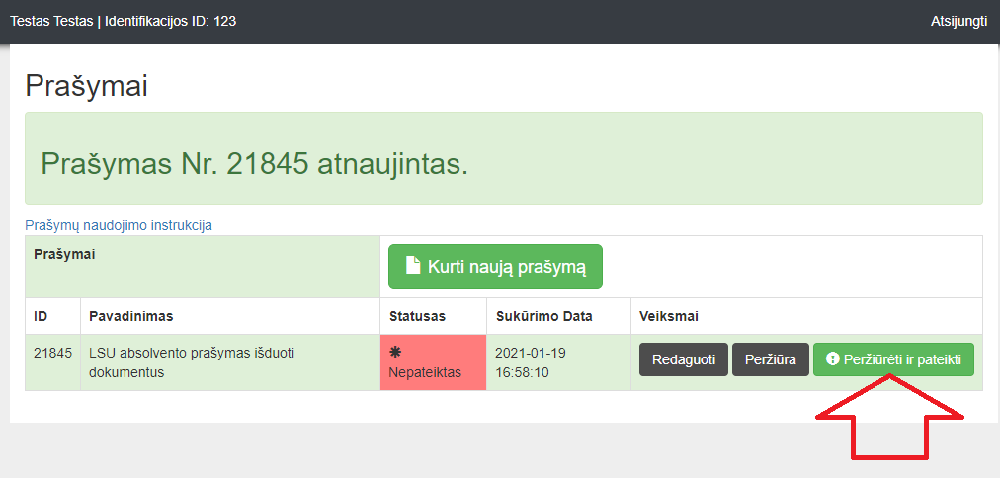 Testas Testas | Identifikacijos ID: 123
Atsijungti
Prašymai
Prašymas Nr. 21845 atnaujintas.
Prašymų naudojimo instrukcija
Prašymai
Kurti naują prašymą
ID
Pavadinimas
Statusas
Sukūrimo Data
Veiksmai
21845
LSU absolvento prašymas išduoti
dokumentus
Nepateiktas
2021-01-19
16:58:10
Redaguoti
Peržiūra
Peržiūrėti ir pateikti